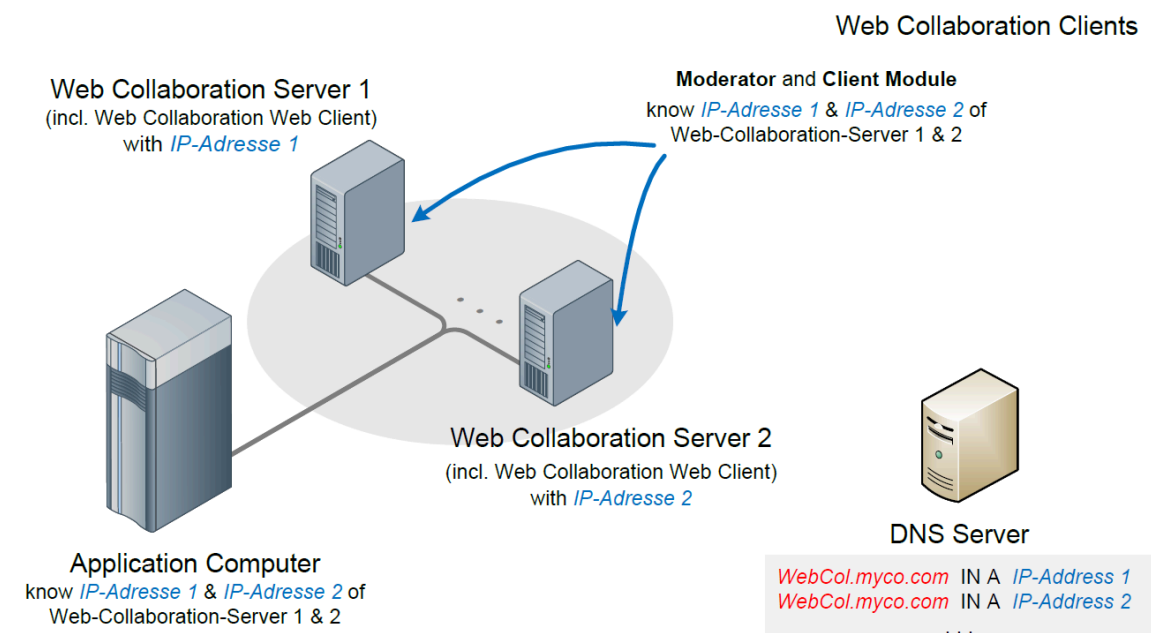 Web Collaboration Clients
Web Collaboration Server 1
(incl. Web Collaboration Web Client)
with IP-Adresse 1
Moderator and Client Module
know IP-Adresse 1 & IP-Adresse 2 of
Web-Collaboration-Server 1 & 2
Web Collaboration Server 2
(incl. Web Collaboration Web Client)
with IP-Adresse 2
Application Computer
know IP-Adresse 1 & IP-Adresse 2 of
Web-Collaboration-Server 1 & 2
DNS Server
WebCol.myco.com IN A IP-Address 1
WebCol.myco.com IN A IP-Address 2